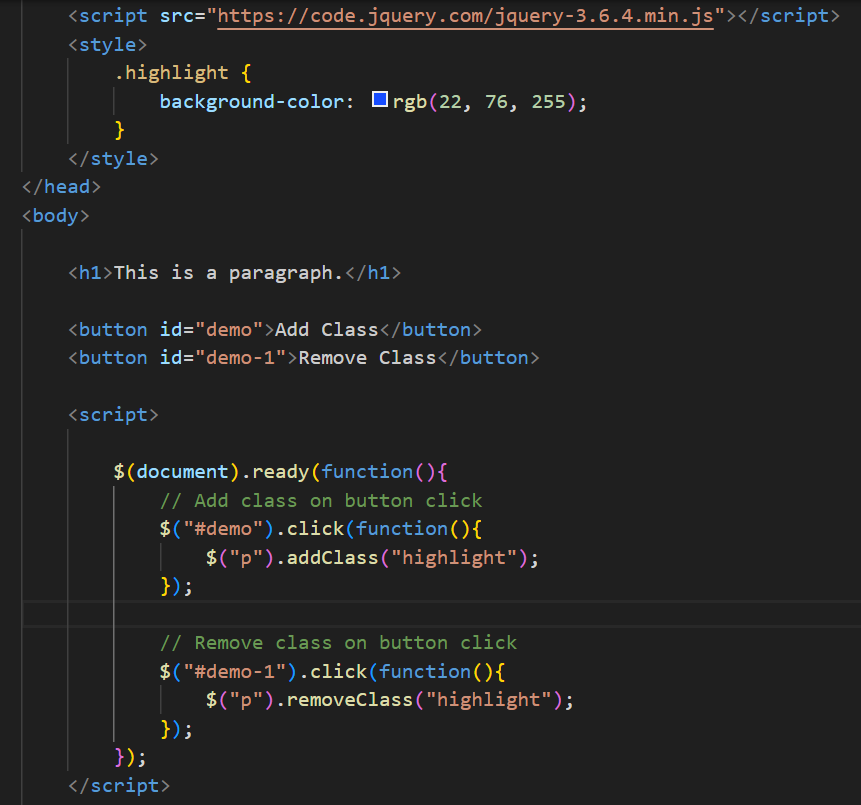 <script src="https://code.jquery.com/jquery-3.6.4.min.js"></script>
<style>
.highlight {
background-color: rgb(22, 76, 255);
}
</style>
</head>
<body>
<h1>This is a paragraph.</h1>
<button id="demo">Add Class</button>
<button id="demo-1">Remove Class</button>
<script>
$(document).ready(function(){
// Add class on button click
$("#demo").click(function(){
$("p").addClass("highlight");
});
// Remove class on button click
$("#demo-1").click(function(){
$("p").removeClass("highlight");
});
});
</script>